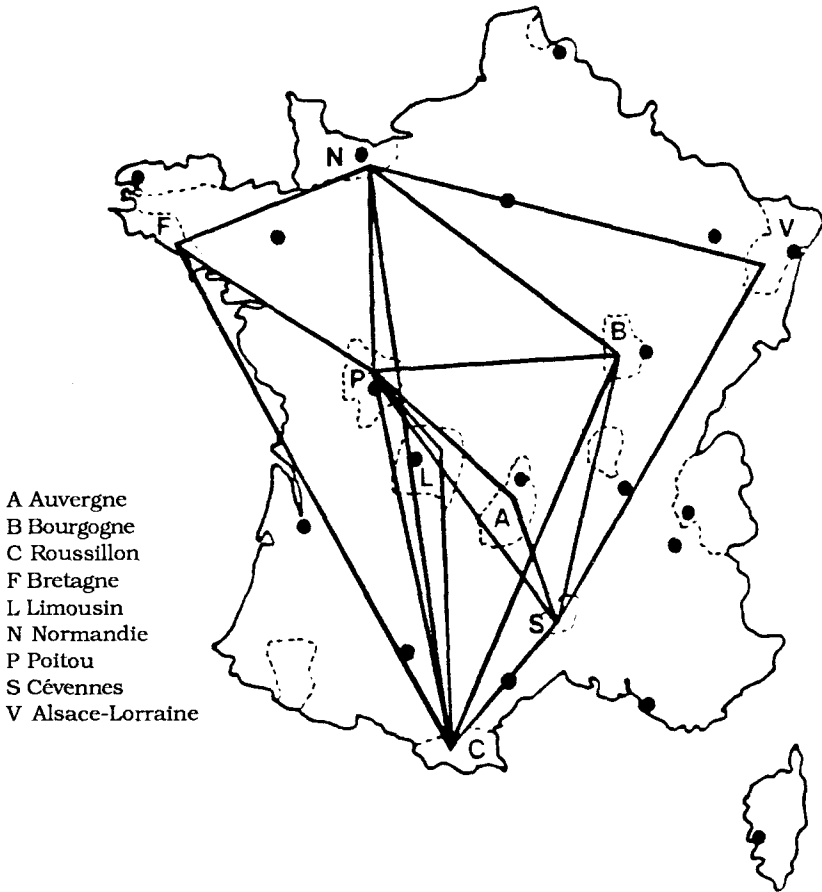 N
F
V
B
P
L
A
S
C
A Auvergne
B Bourgogne
C Roussillon
F Bretagne
L Limousin
N Normandie
P Poitou
S Cévennes
V Alsace-Lorraine